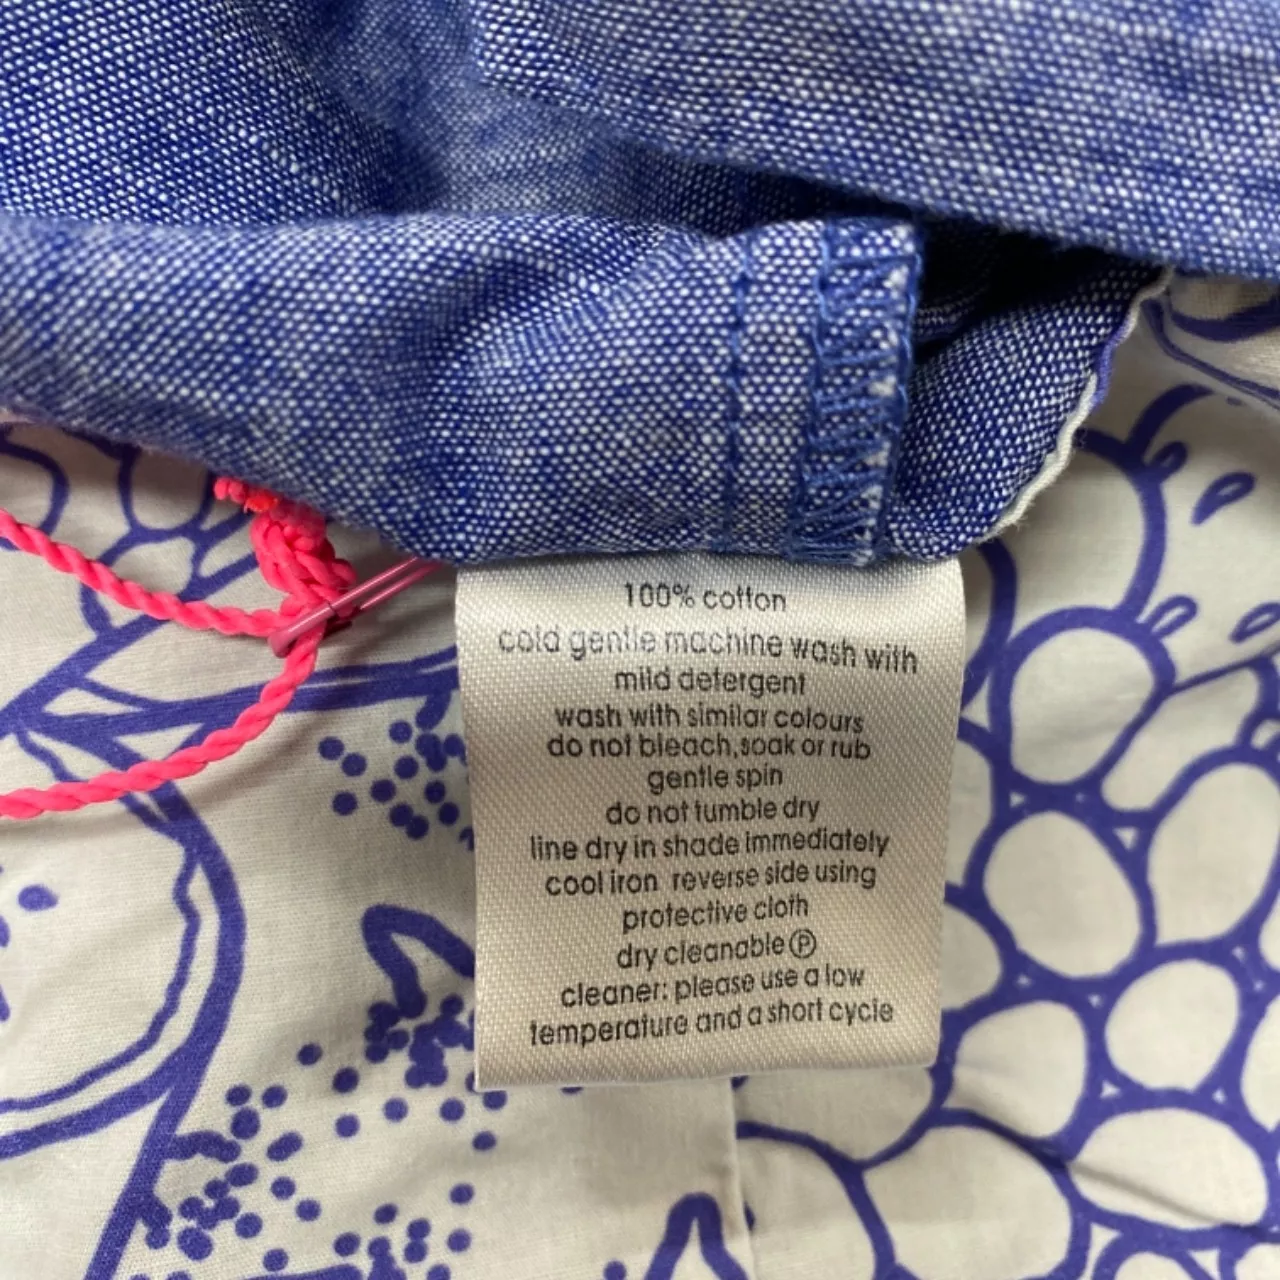 100% cotton
cold gentle machine wash with
mild detergent
wash with similar colours
do not bleach,soak or rub
gentle spin
do not tumble dry
line dry in shade immediately
cool iron reverse side using
protective cloth
dry cleanable Ⓟ
cleaner: please use a low
temperature and a short cycle